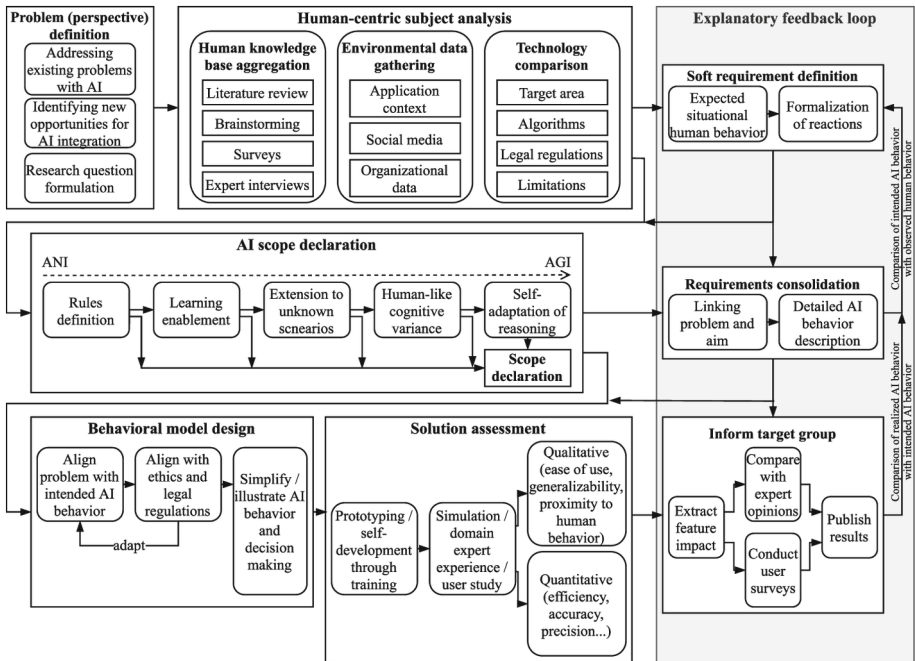 Problem (perspective)
definition
Addressing
existing problems
with AI
Identifying new
opportunities for
AI integration
Research question
formulation
Human-centric subject analysis
Human knowledge
base aggregation
Literature review
Brainstorming
Surveys
Expert interviews
Environmental data
gathering
Application
context
Social media
Organizational
data
Technology
comparison
Target area
Algorithms
Legal regulations
Limitations
Explanatory feedback loop
Soft requirement definition
Expected
situational
human behavior
Formalization
of reactions
Comparison of intended AI behavior
with observed human behavior
AI scope declaration
ANI
AGI
Rules
definition
Learning
enablement
Extension to
unknown
scnearios
Human-like
cognitive
variance
Self-
adaptation of
reasoning
Scope
declaration
Requirements consolidation
Linking
problem and
aim
Detailed AI
behavior
description
Comparison of realized AI behavior
with intended AI behavior
Behavioral model design
Align
problem with
intended AI
behavior
Align with
ethics and
legal
regulations
adapt
Simplify /
illustrate AI
behavior
and
decision
making
Solution assessment
Prototyping /
self-
development
through
training
Simulation /
domain
expert
experience /
user study
Qualitative
(ease of use,
generalizability,
proximity to
human
behavior)
Quantitative
(efficiency,
accuracy,
precision...)
Inform target group
Extract
feature
impact
Compare
with
expert
opinions
Conduct
user
surveys
Publish
results